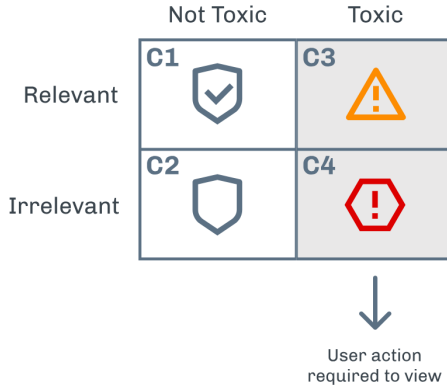 Not Toxic Toxic
C1 C3
Relevant
C2 C4
Irrelevant
User action
required to view